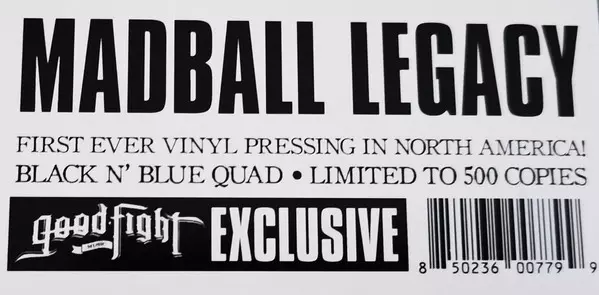 MADBALL LEGACY
FIRST EVER VINYL PRESSING IN NORTH AMERICA!
BLACK N' BLUE QUAD • LIMITED TO 500 COPIES
good fight EXCLUSIVE
8 50236 00779 9